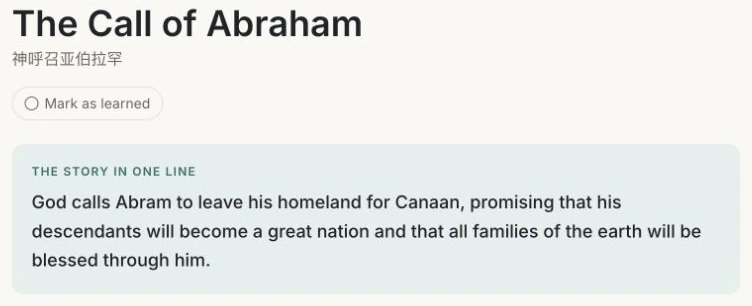 The Call of Abraham
神呼召亚伯拉罕
Mark as learned
THE STORY IN ONE LINE
God calls Abram to leave his homeland for Canaan, promising that his
descendants will become a great nation and that all families of the earth will be
blessed through him.